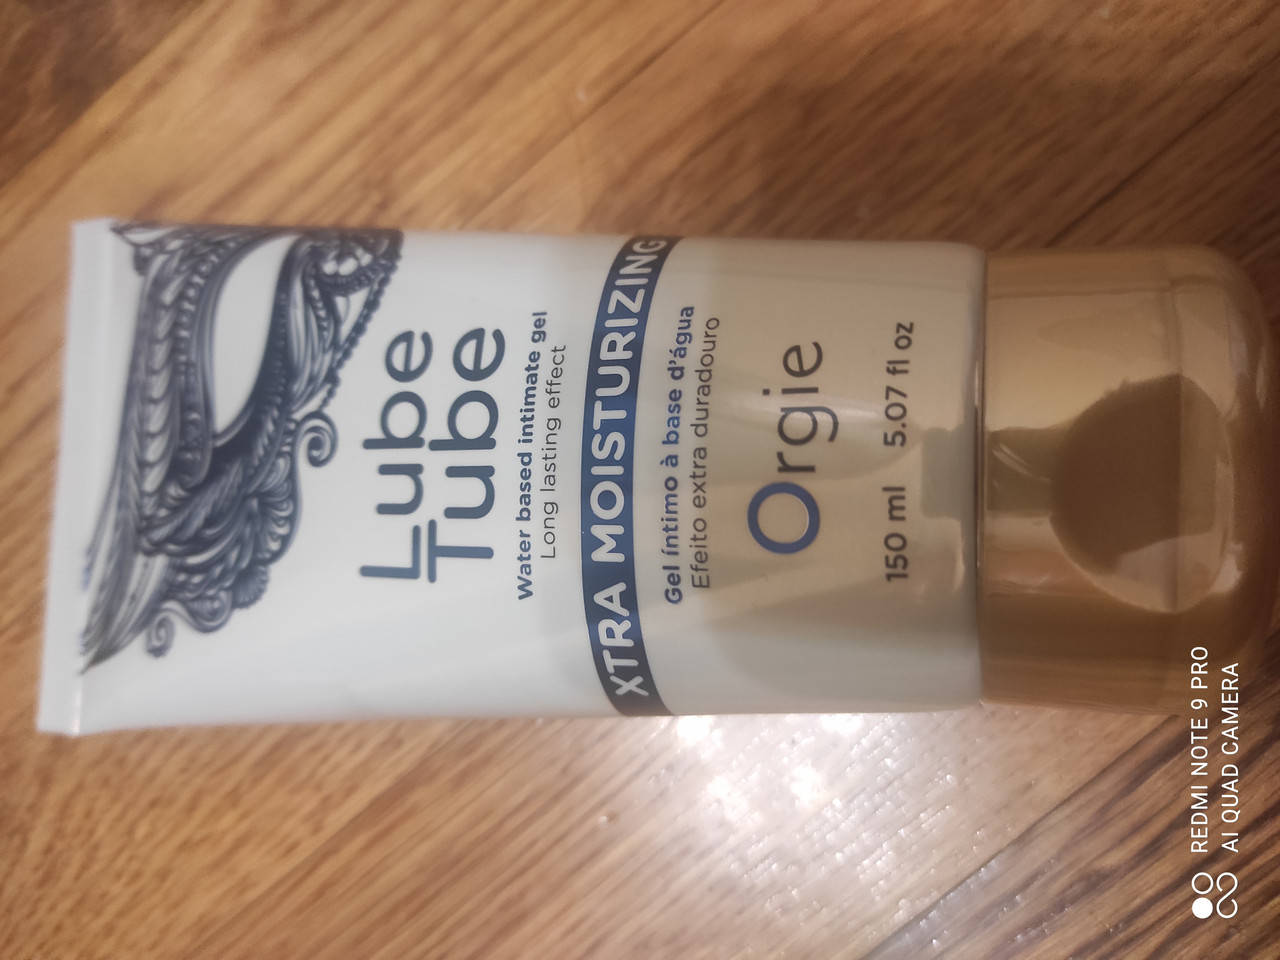 Lube
Tube
Water based intimate gel
Long lasting effect
XTRA MOISTURIZING
Gel íntimo à base d'água
Efeito extra duradouro
Orgie
150 ml 5.07 fl oz
REDMI NOTE 9 PRO
AI QUAD CAMERA